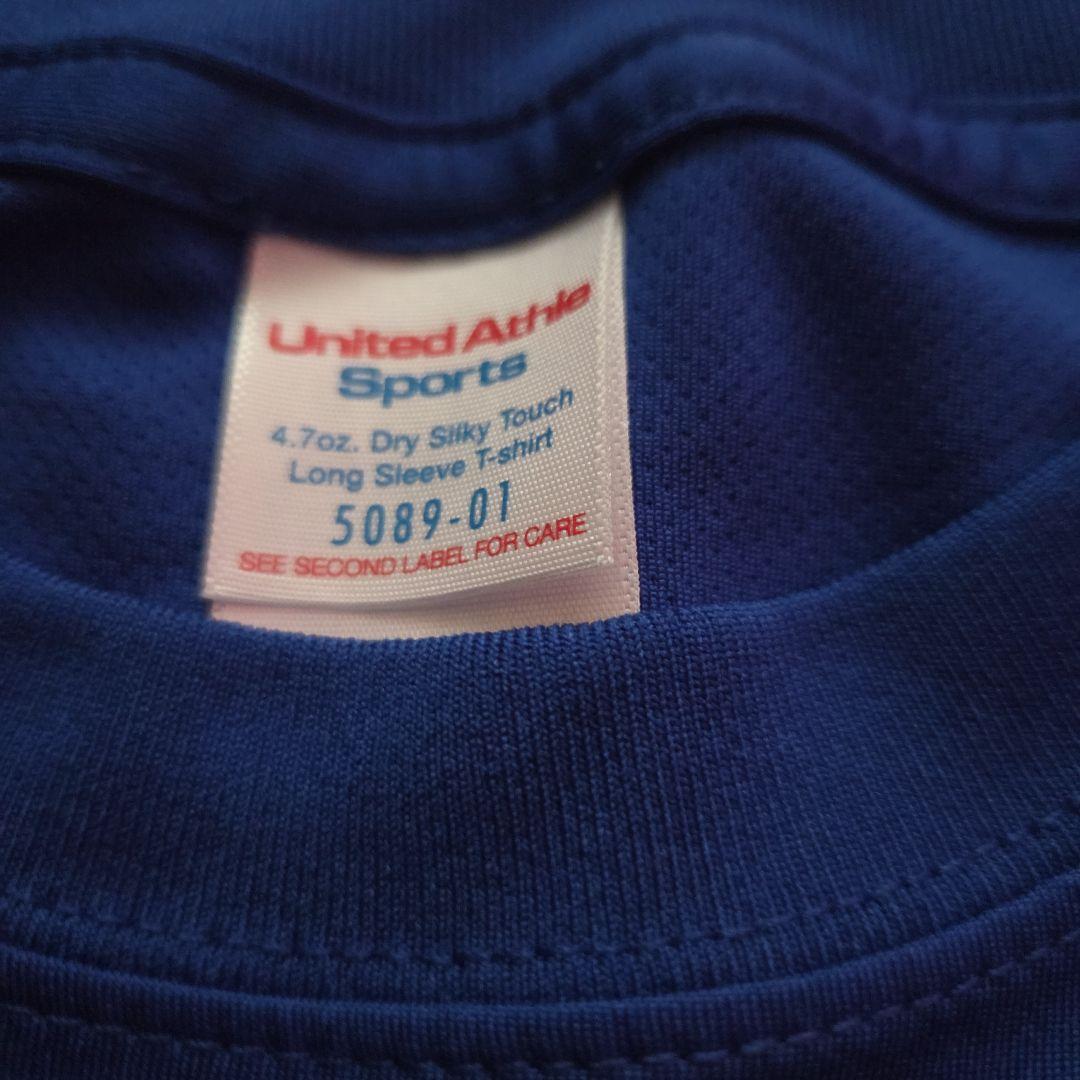 United Athle
Sports
4.7oz. Dry Silky Touch
Long Sleeve T-shirt
5089-01
SEE SECOND LABEL FOR CARE